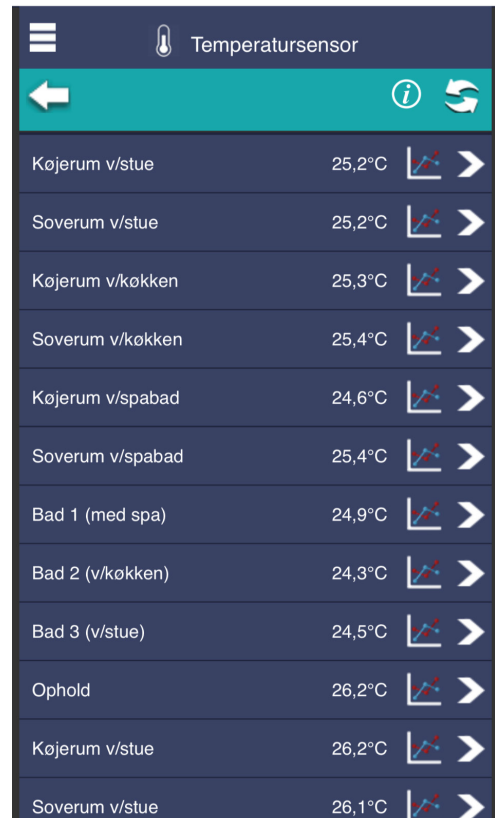 Temperatursensor
Køjerum v/stue 25,2°C
Soverum v/stue 25,2°C
Køjerum v/køkken 25,3°C
Soverum v/køkken 25,4°C
Køjerum v/spabad 24,6°C
Soverum v/spabad 25,4°C
Bad 1 (med spa) 24,9°C
Bad 2 (v/køkken) 24,3°C
Bad 3 (v/stue) 24,5°C
Ophold 26,2°C
Køjerum v/stue 26,2°C
Soverum v/stue 26,1°C